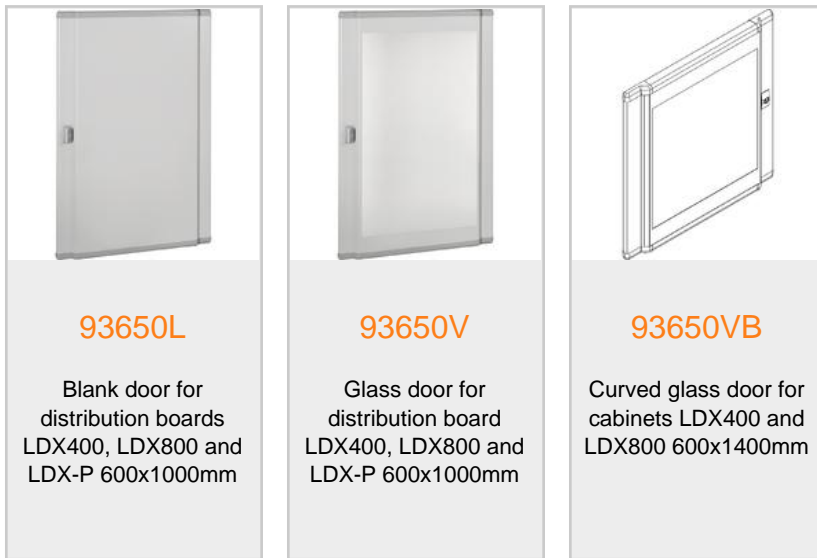 93650L
Blank door for
distribution boards
LDX400, LDX800 and
LDX-P 600x1000mm
93650V
Glass door for
distribution board
LDX400, LDX800 and
LDX-P 600x1000mm
93650VB
Curved glass door for
cabinets LDX400 and
LDX800 600x1400mm